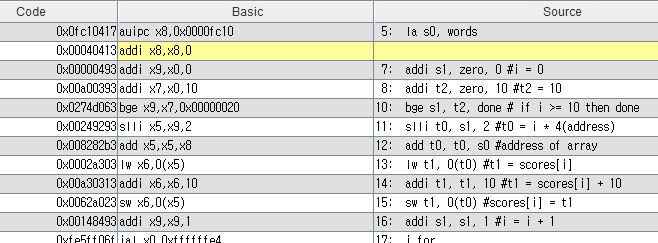 Code Basic Source
0x0fc10417 auipc x8,0x0000fc10 5: la s0, words
0x00040413 addi x8,x8,0
0x00000493 addi x9,x0,0 7: addi s1, zero, 0 #i = 0
0x00a00393 addi x7,x0,10 8: addi t2, zero, 10 #t2 = 10
0x0274d063 bge x9,x7,0x00000020 10: bge s1, t2, done # if i >= 10 then done
0x00249293 slli x5,x9,2 11: slli t0, s1, 2 #t0 = i * 4(address)
0x008282b3 add x5,x5,x8 12: add t0, t0, s0 #address of array
0x0002a303 lw x6,0(x5) 13: lw t1, 0(t0) #t1 = scores[i]
0x00a30313 addi x6,x6,10 14: addi t1, t1, 10 #t1 = scores[i] + 10
0x0062a023 sw x6,0(x5) 15: sw t1, 0(t0) #scores[i] = t1
0x00148493 addi x9,x9,1 16: addi s1, s1, 1 #i = i + 1
0xfe5ff06f jal x0,0xffffffe4 17: j for